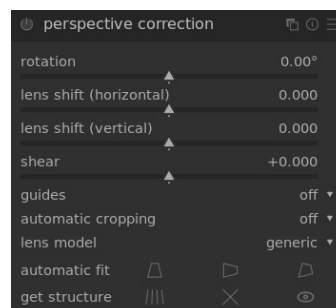 perspective correction
rotation 0.00°
lens shift (horizontal) 0.000
lens shift (vertical) 0.000
shear +0.000
guides off
automatic cropping off
lens model generic
automatic fit
get structure